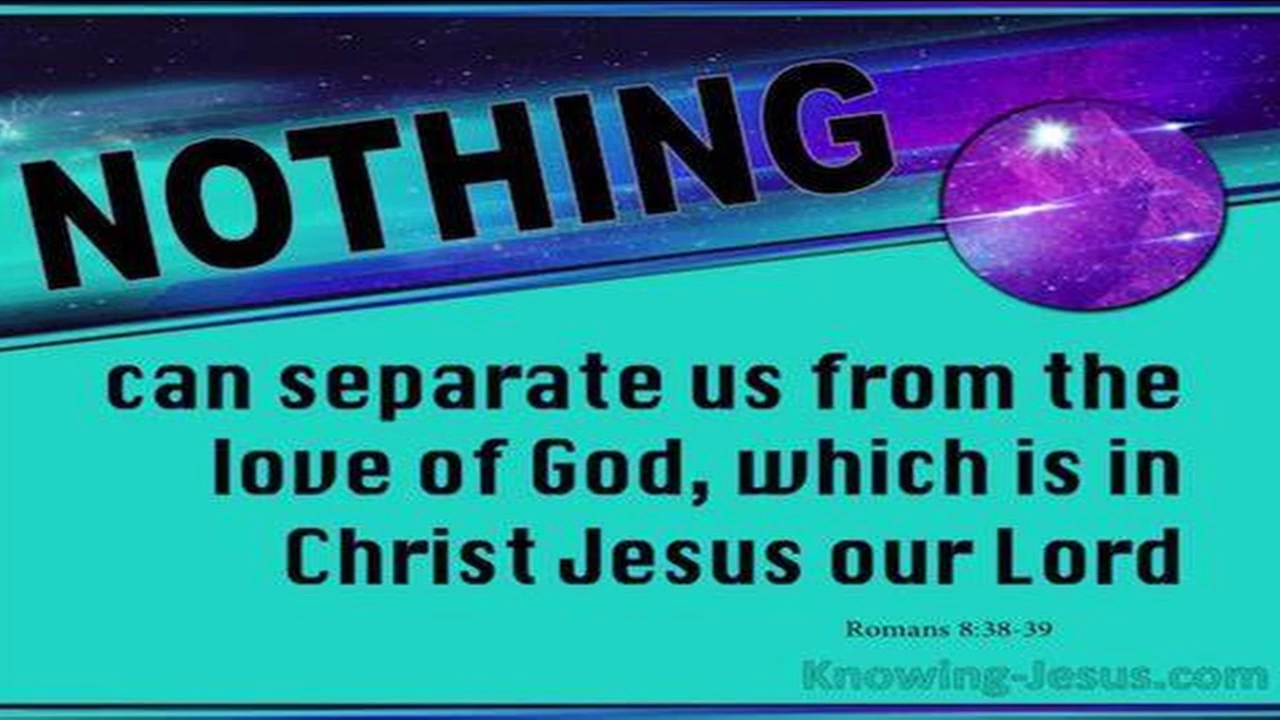 NOTHING
can separate us from the
love of God, which is in
Christ Jesus our Lord
Romans 8:38-39
Knowing-Jesus.com